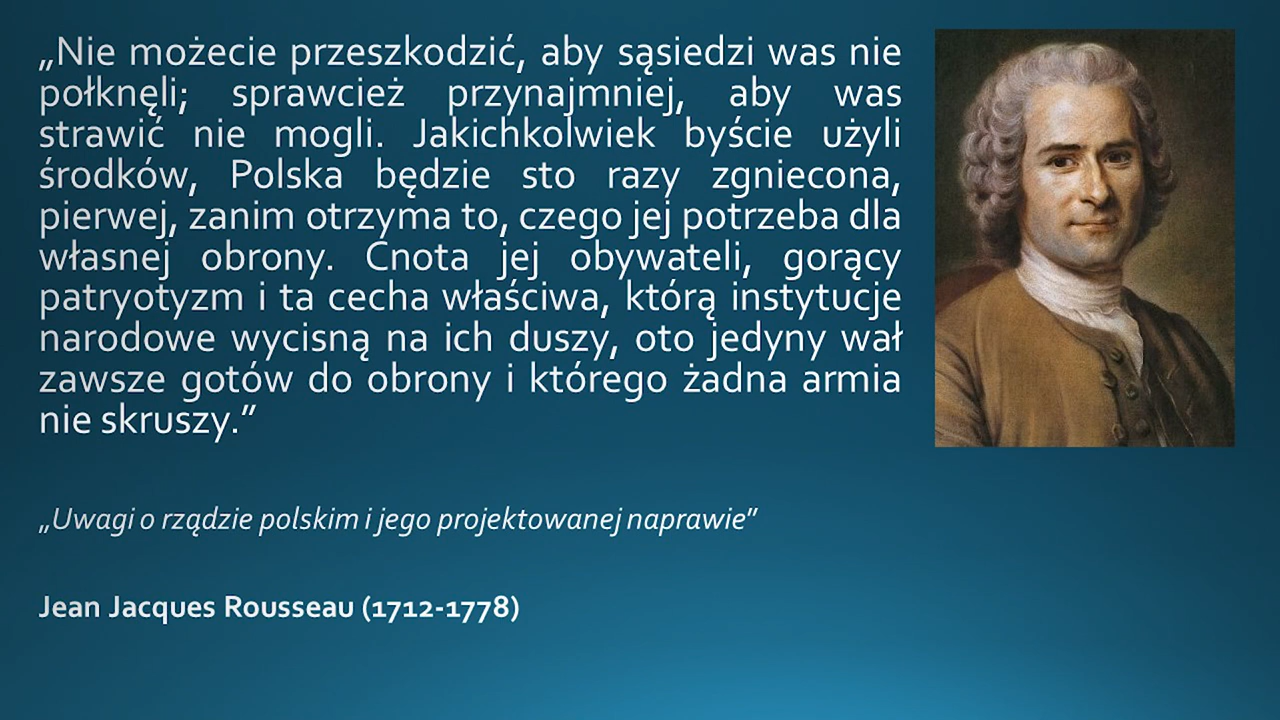 „Nie możecie przeszkodzić, aby sąsiedzi was nie
połknęli; sprawcież przynajmniej, aby was
strawić nie mogli. Jakichkolwiek byście użyli
środków, Polska będzie sto razy zgniecona,
pierwej, zanim otrzyma to, czego jej potrzeba dla
własnej obrony. Cnota jej obywateli, gorący
patryotyzm i ta cecha właściwa, którą instytucje
narodowe wycisną na ich duszy, oto jedyny wał
zawsze gotów do obrony i którego żadna armia
nie skruszy.”
„Uwagi o rządzie polskim i jego projektowanej naprawie”
Jean Jacques Rousseau (1712-1778)